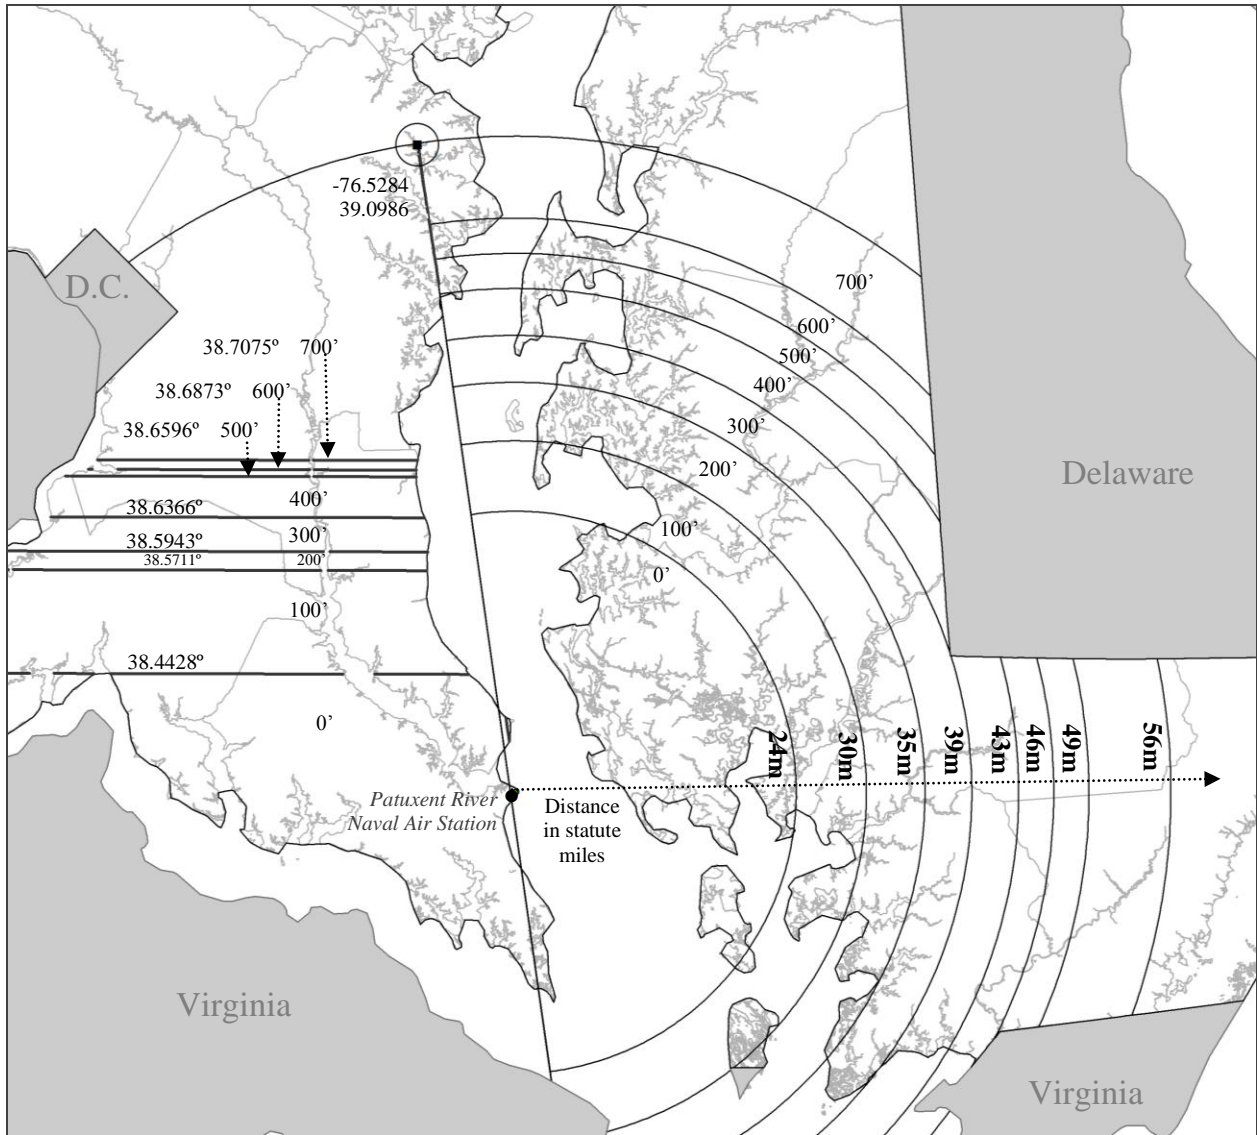 -76.5284
39.0986
D.C.
700’
600’
38.7075º 700’
500’
38.6873º 600’
400’
38.6596º 500’
300’
Delaware
200’
400’
38.6366º
100’
300’
38.5943º
38.5711º 200’
0’
100’
38.4428º
0’
24m
30m
35m
39m
43m
46m
49m
56m
Patuxent River
Naval Air Station
Distance
in statute
miles
Virginia
Virginia